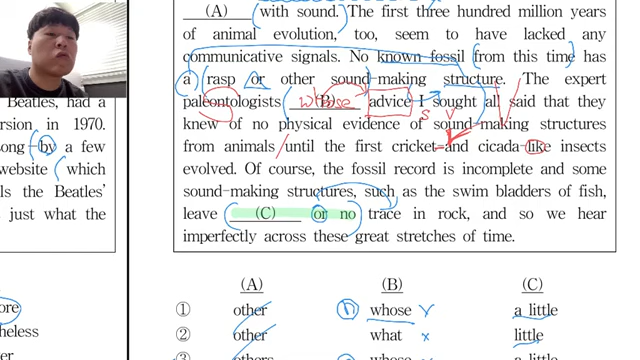 (A) with sound. The first three hundred million years
of animal evolution, too, seem to have lacked any
communicative signals. No known fossil from this time has
a rasp or other sound-making structure. The expert
paleontologists (B) whose advice I sought all said that they
S V
knew of no physical evidence of sound-making structures
from animals until the first cricket-and cicada-like insects
evolved. Of course, the fossil record is incomplete and some
sound-making structures, such as the swim bladders of fish,
leave (C) or no trace in rock, and so we hear
imperfectly across these great stretches of time.
Beatles, had a
rsion in 1970.
ong by a few
website which
ls the Beatles'
just what the
ore
heless
er
(A) (B) (C)
① other ⓝ whose a little
② other what little
③ others whose a little